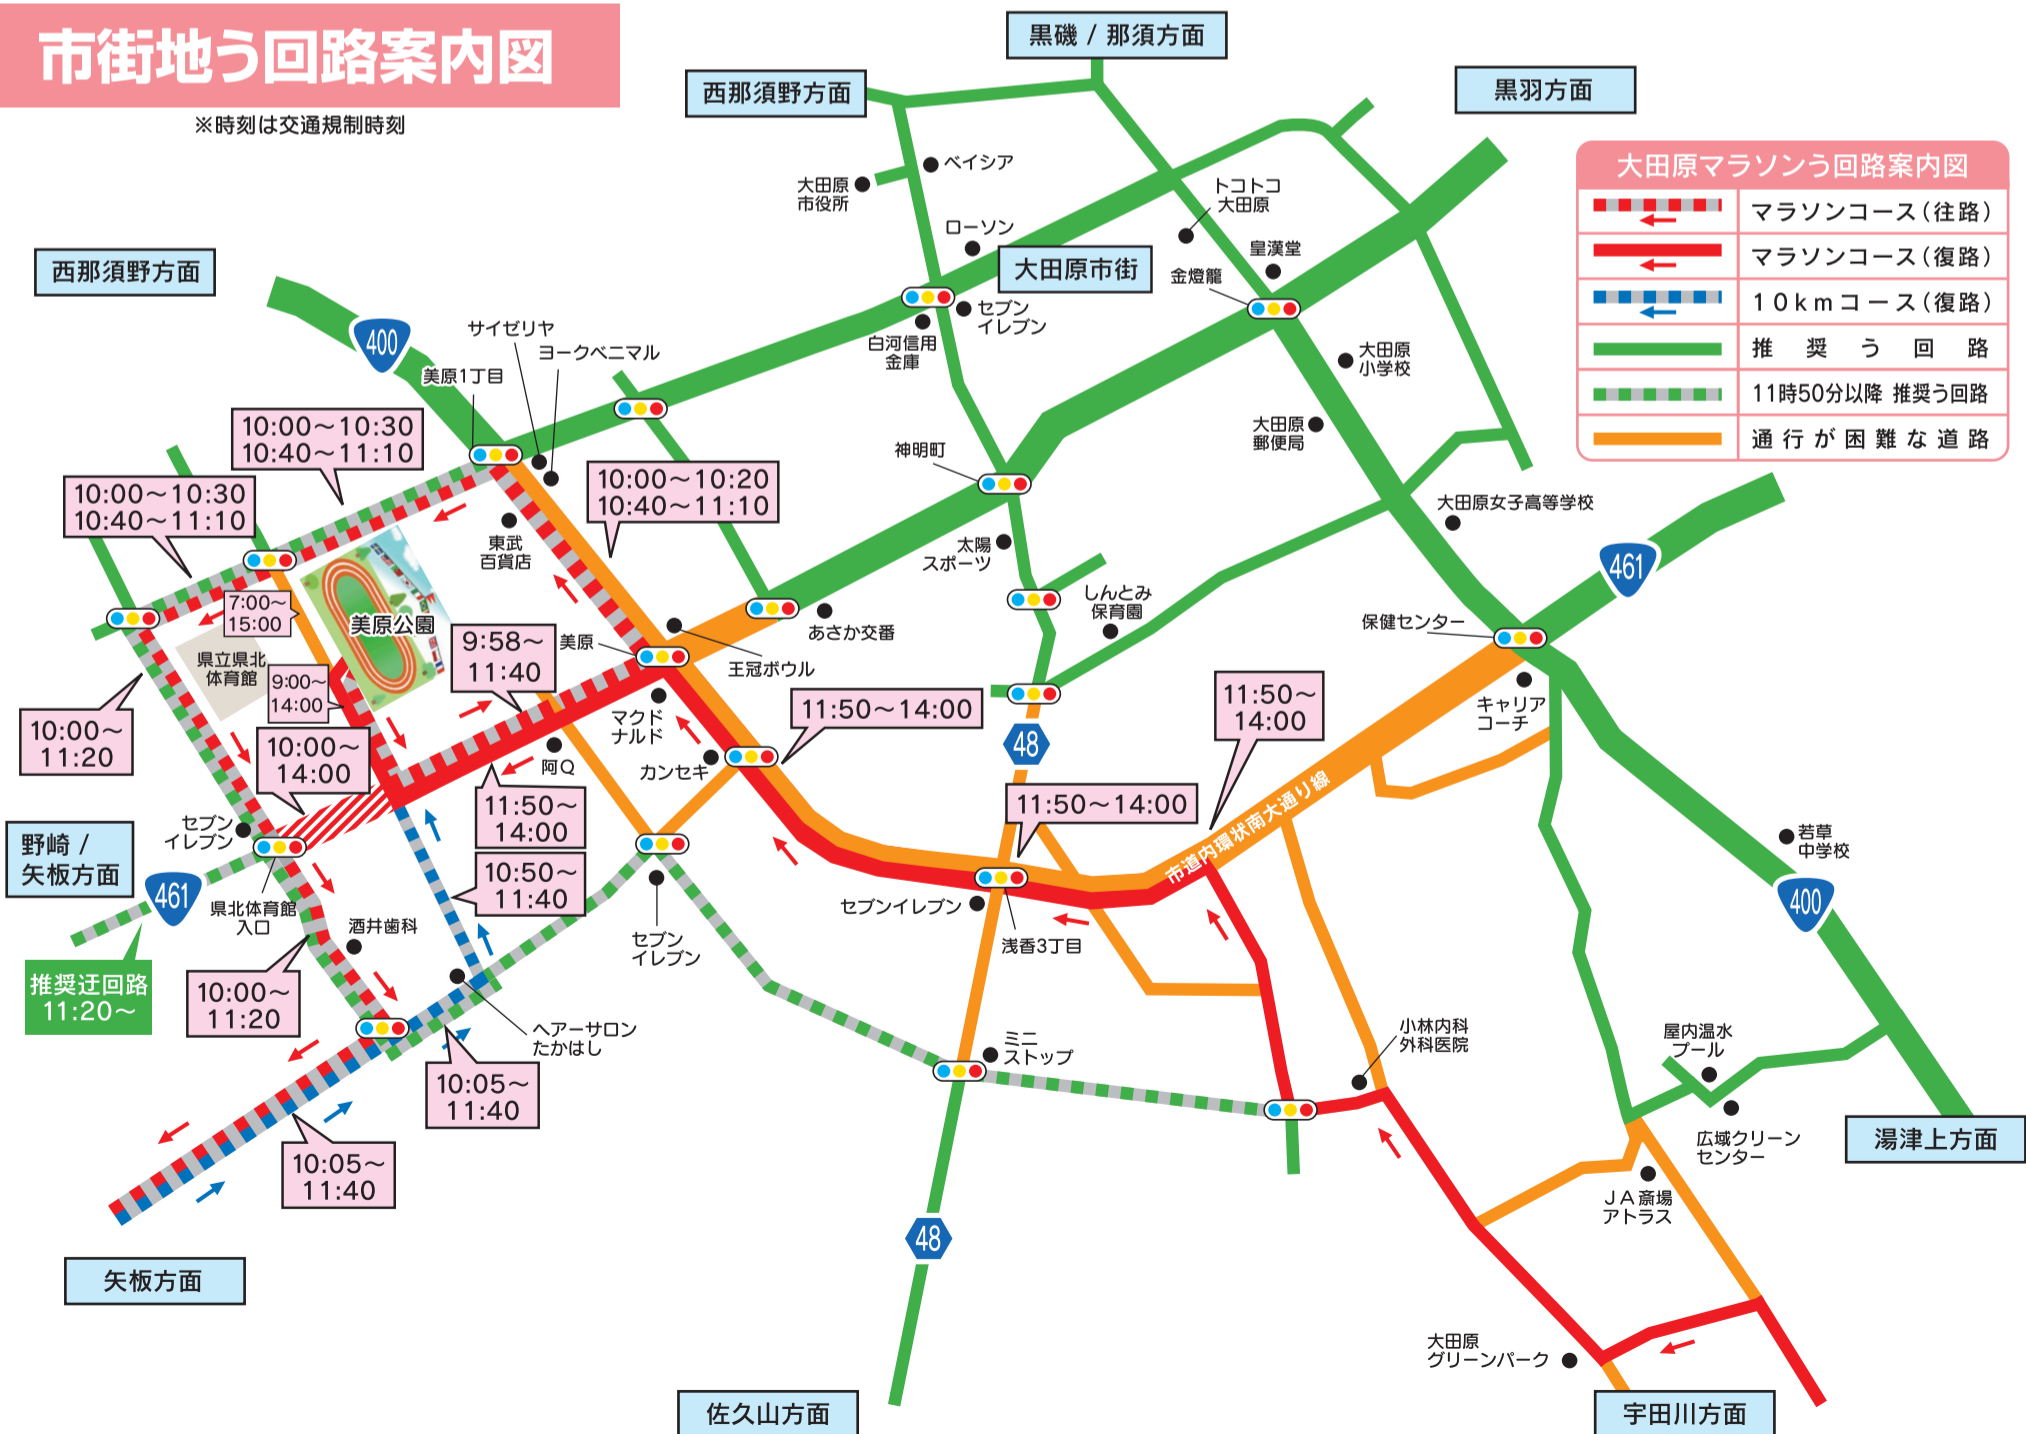 市街地う回路案内図
※時刻は交通規制時刻
黒磯 / 那須方面
西那須野方面
黒羽方面
大田原マラソンう回路案内図
マラソンコース（往路）
マラソンコース（復路）
10kmコース（復路）
推奨う回路
11時50分以降 推奨う回路
通行が困難な道路
ベイシア
大田原
市役所
ローソン
トコトコ
大田原
皇漢堂
金燈籠
大田原市街
セブン
イレブン
白河信用
金庫
西那須野方面
400
サイゼリヤ
ヨークベニマル
美原1丁目
大田原
小学校
大田原
郵便局
神明町
大田原女子高等学校
10:00～10:30
10:40～11:10
10:00～10:30
10:40～11:10
10:00～10:20
10:40～11:10
東武
百貨店
太陽
スポーツ
しんとみ
保育園
461
保健センター
7:00～
15:00
美原公園
県立県北
体育館
9:00～
14:00
9:58～
11:40
美原
あさか交番
王冠ボウル
マクド
ナルド
カンセキ
阿Q
11:50～14:00
11:50～
14:00
キャリア
コーチ
10:00～
11:20
10:00～
14:00
48
11:50～14:00
市道内環状南大通り線
11:50～
14:00
10:50～
11:40
セブン
イレブン
野崎 /
矢板方面
461
県北体育館
入口
酒井歯科
セブン
イレブン
セブンイレブン
浅香3丁目
若草
中学校
400
推奨迂回路
11:20～
10:00～
11:20
ヘアーサロン
たかはし
ミニ
ストップ
小林内科
外科医院
屋内温水
プール
10:05～
11:40
10:05～
11:40
広域クリーン
センター
湯津上方面
JA斎場
アトラス
48
矢板方面
大田原
グリーンパーク
佐久山方面
宇田川方面